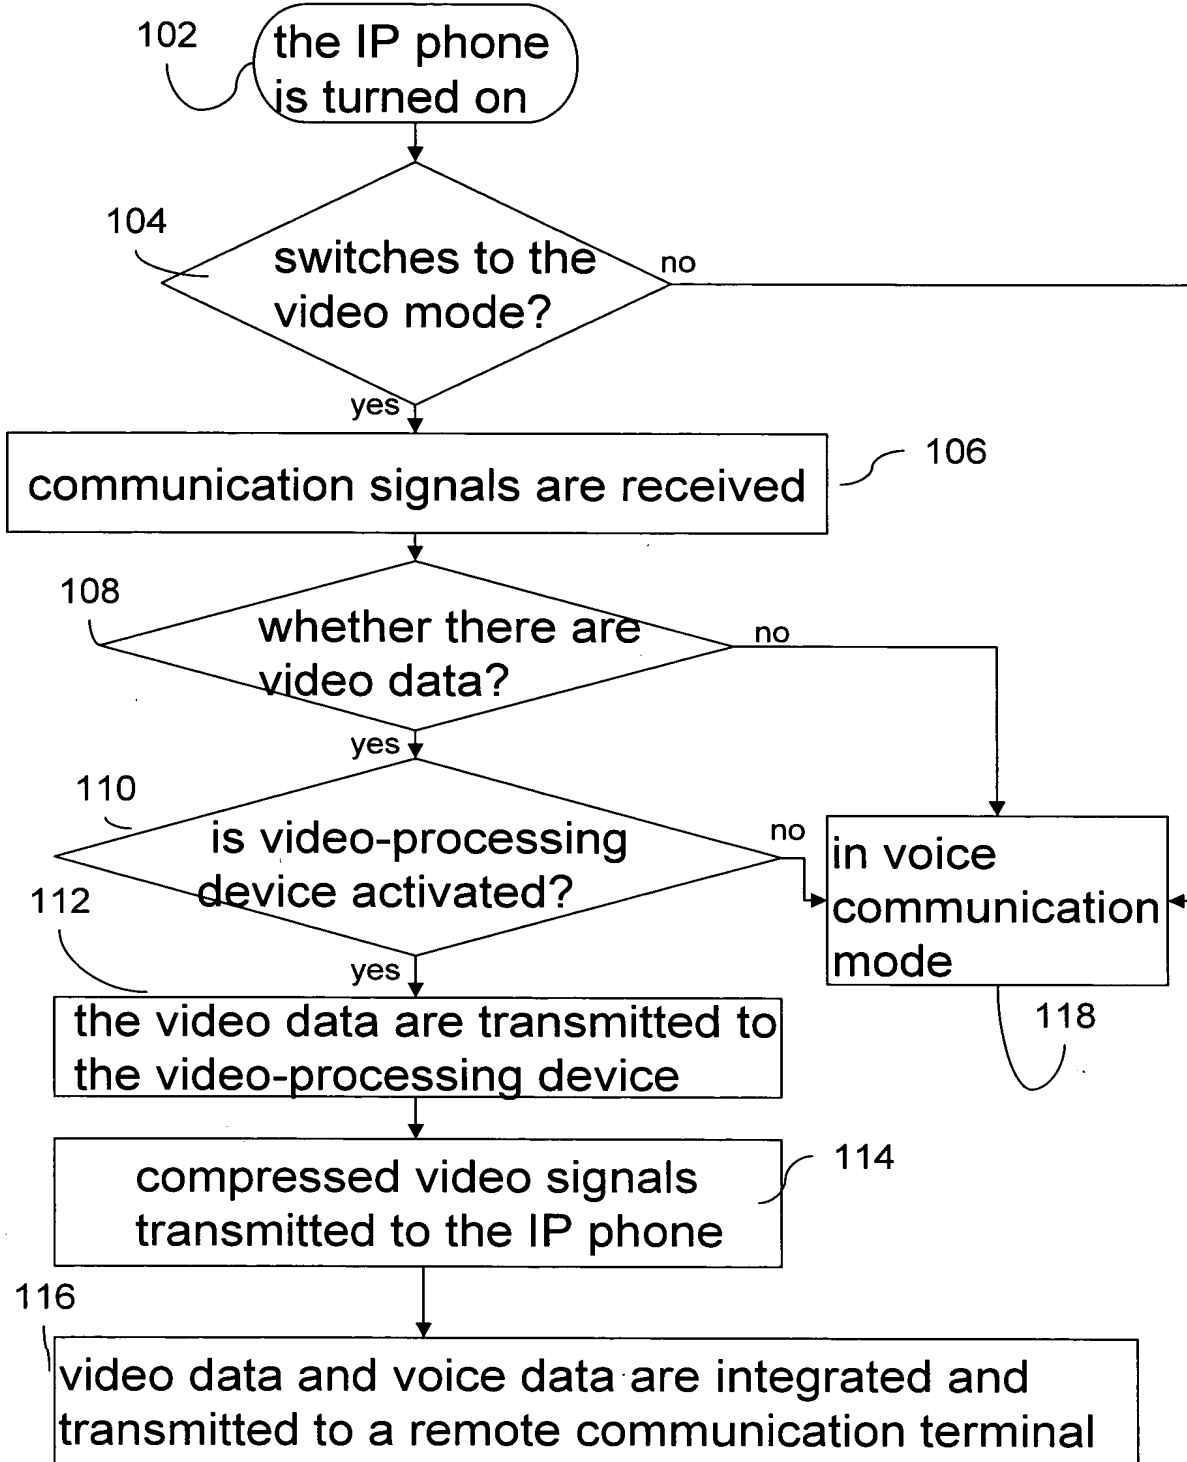 102
the IP phone
is turned on
104
switches to the
video mode?
no
yes
communication signals are received
106
108
whether there are
video data?
no
yes
110
is video-processing
device activated?
no
in voice
communication
mode
112
yes
the video data are transmitted to
the video-processing device
118
compressed video signals
transmitted to the IP phone
114
116
video data and voice data are integrated and
transmitted to a remote communication terminal